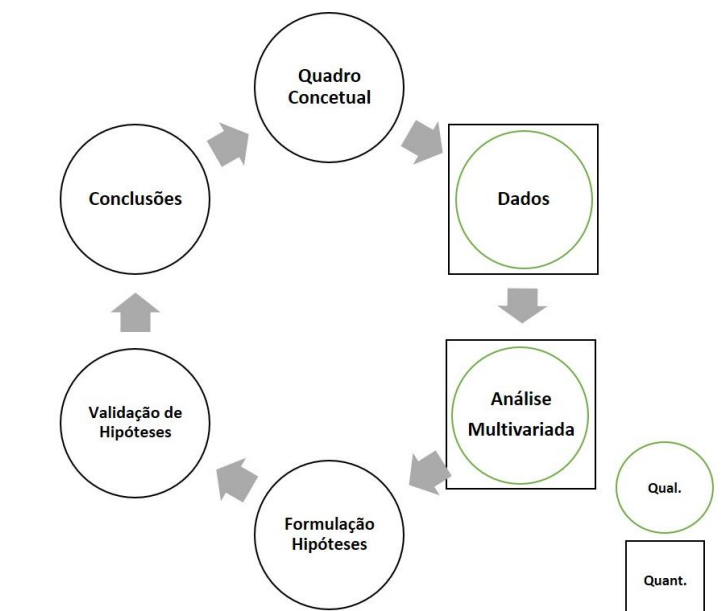 Quadro
Concetual
Dados
Análise
Multivariada
Formulação
Hipóteses
Validação de
Hipóteses
Conclusões
Qual.
Quant.